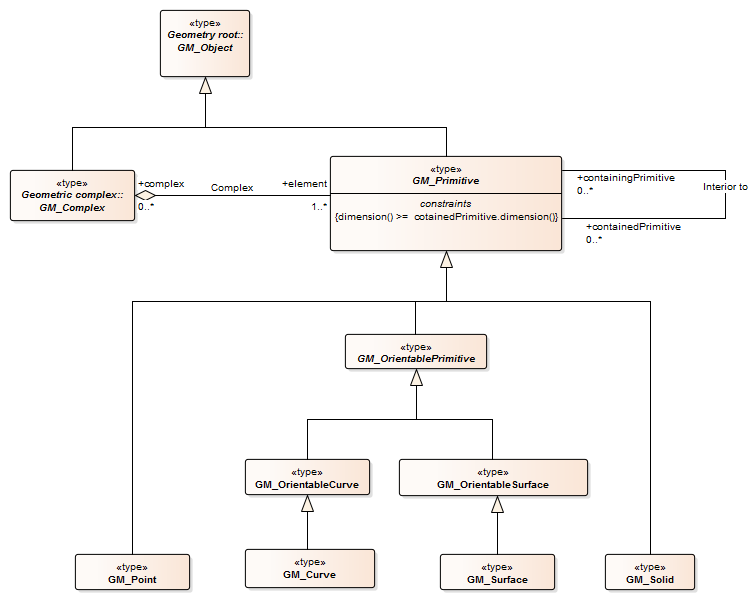 «type»
Geometry root::
GM_Object
«type»
Geometric complex::
GM_Complex
+complex
0..*
Complex
+element
1..*
«type»
GM_Primitive
constraints
{dimension() >= cotainedPrimitive.dimension()}
+containingPrimitive
0..*
Interior to
+containedPrimitive
0..*
«type»
GM_OrientablePrimitive
«type»
GM_OrientableCurve
«type»
GM_OrientableSurface
«type»
GM_Point
«type»
GM_Curve
«type»
GM_Surface
«type»
GM_Solid